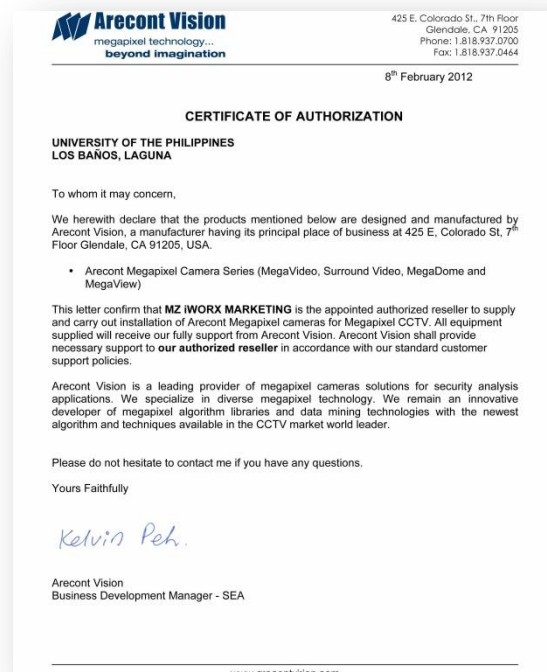 Arecont Vision
megapixel technology...
beyond imagination
425 E. Colorado St., 7th Floor
Glendale, CA 91205
Phone: 1.818.937.0700
Fax: 1.818.937.0464
8th February 2012
CERTIFICATE OF AUTHORIZATION
UNIVERSITY OF THE PHILIPPINES
LOS BAÑOS, LAGUNA
To whom it may concern,
We herewith declare that the products mentioned below are designed and manufactured by
Arecont Vision, a manufacturer having its principal place of business at 425 E, Colorado St, 7th
Floor Glendale, CA 91205, USA.
• Arecont Megapixel Camera Series (MegaVideo, Surround Video, MegaDome and
MegaView)
This letter confirm that MZ iWORX MARKETING is the appointed authorized reseller to supply
and carry out installation of Arecont Megapixel cameras for Megapixel CCTV. All equipment
supplied will receive our fully support from Arecont Vision. Arecont Vision shall provide
necessary support to our authorized reseller in accordance with our standard customer
support policies.
Arecont Vision is a leading provider of megapixel cameras solutions for security analysis
applications. We specialize in diverse megapixel technology. We remain an innovative
developer of megapixel algorithm libraries and data mining technologies with the newest
algorithm and techniques available in the CCTV market world leader.
Please do not hesitate to contact me if you have any questions.
Yours Faithfully
Kelvin Peh.
Arecont Vision
Business Development Manager - SEA